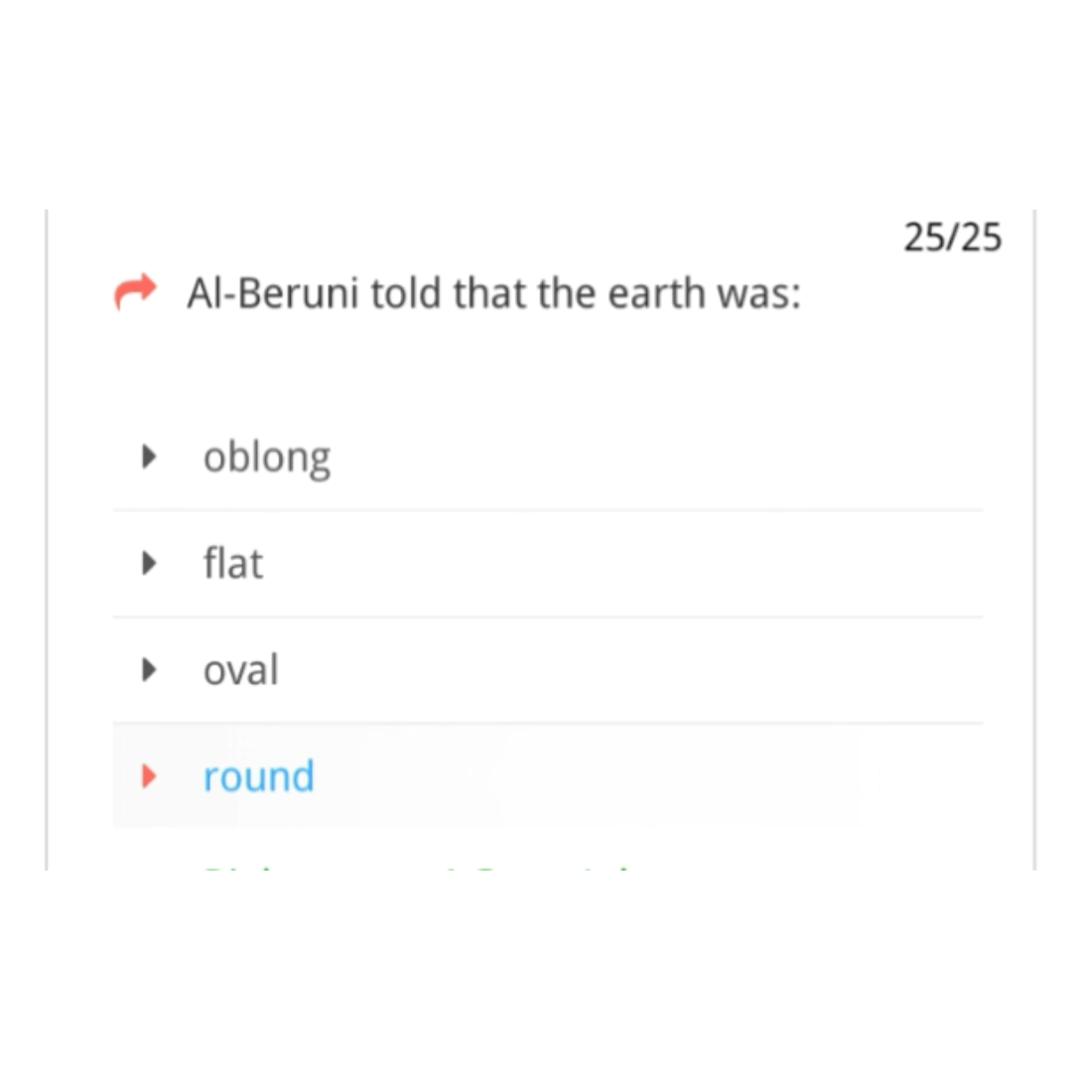 25/25
Al-Beruni told that the earth was:
oblong
flat
oval
round